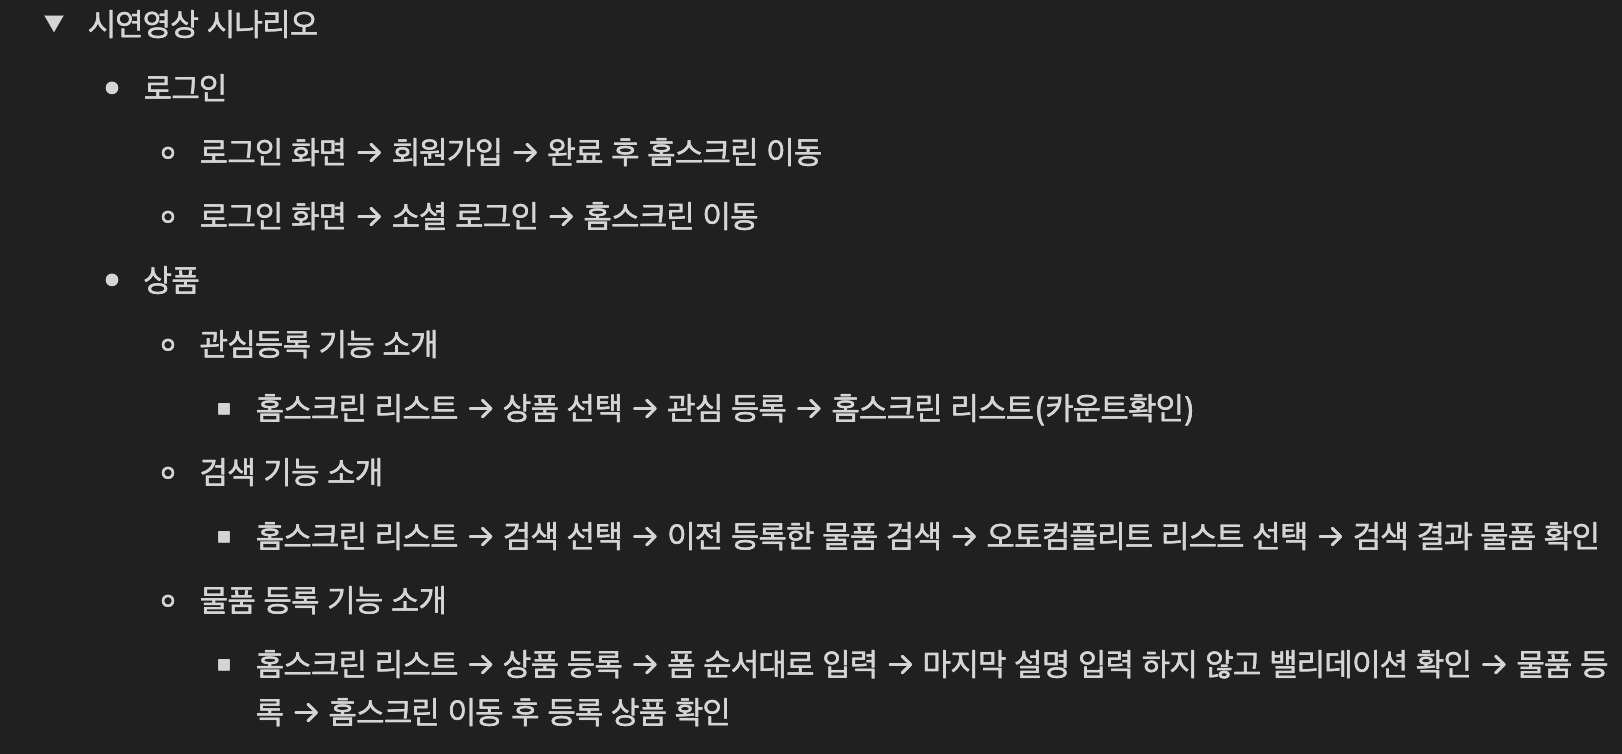 ▼ 시연영상 시나리오
• 로그인
◦ 로그인 화면 → 회원가입 → 완료 후 홈스크린 이동
◦ 로그인 화면 → 소셜 로그인 → 홈스크린 이동
• 상품
◦ 관심등록 기능 소개
▪ 홈스크린 리스트 → 상품 선택 → 관심 등록 → 홈스크린 리스트(카운트확인)
◦ 검색 기능 소개
▪ 홈스크린 리스트 → 검색 선택 → 이전 등록한 물품 검색 → 오토컴플리트 리스트 선택 → 검색 결과 물품 확인
◦ 물품 등록 기능 소개
▪ 홈스크린 리스트 → 상품 등록 → 폼 순서대로 입력 → 마지막 설명 입력 하지 않고 밸리데이션 확인 → 물품 등
록 → 홈스크린 이동 후 등록 상품 확인